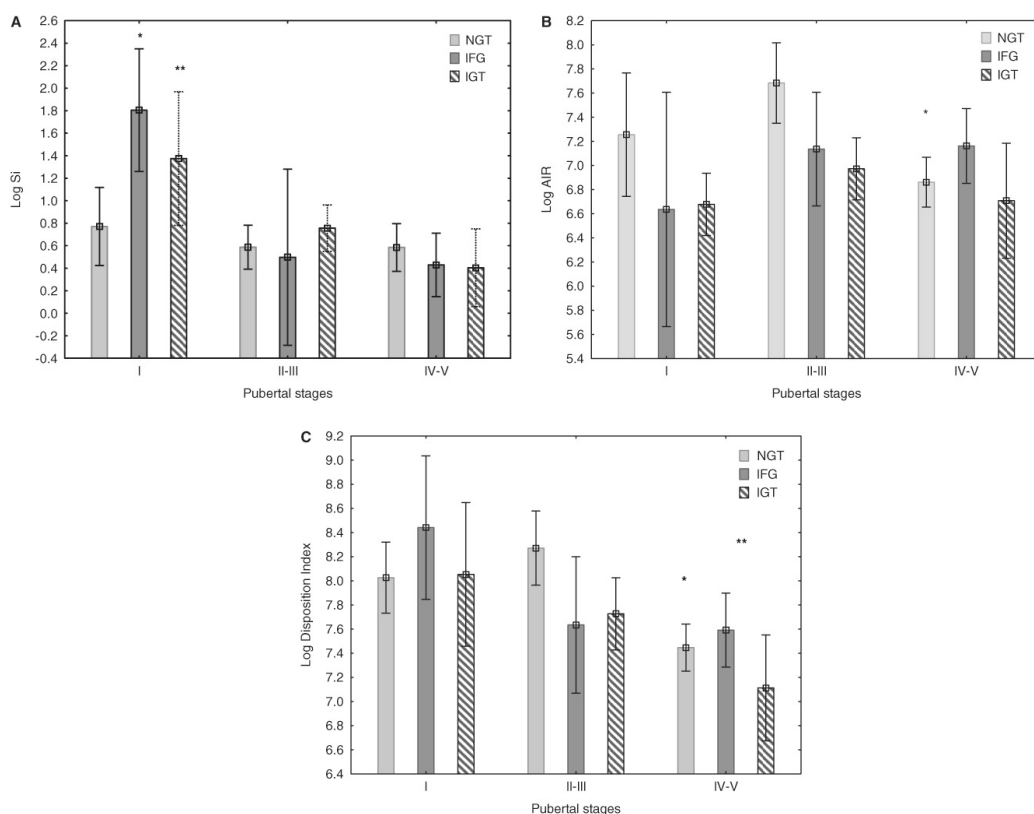 A
2.6
2.4
2.2
2.0
1.8
1.6
1.4
1.2
1.0
0.8
0.6
0.4
0.2
0.0
-0.2
-0.4
Log Si
*
**
NGT
IFG
IGT
I
II-III
IV-V
Pubertal stages
B
8.2
8.0
7.8
7.6
7.4
7.2
7.0
6.8
6.6
6.4
6.2
6.0
5.8
5.6
5.4
Log AIR
NGT
IFG
IGT
*
I
II-III
IV-V
Pubertal stages
C
9.2
9.0
8.8
8.6
8.4
8.2
8.0
7.8
7.6
7.4
7.2
7.0
6.8
6.6
6.4
Log Disposition Index
NGT
IFG
IGT
**
*
I
II-III
IV-V
Pubertal stages